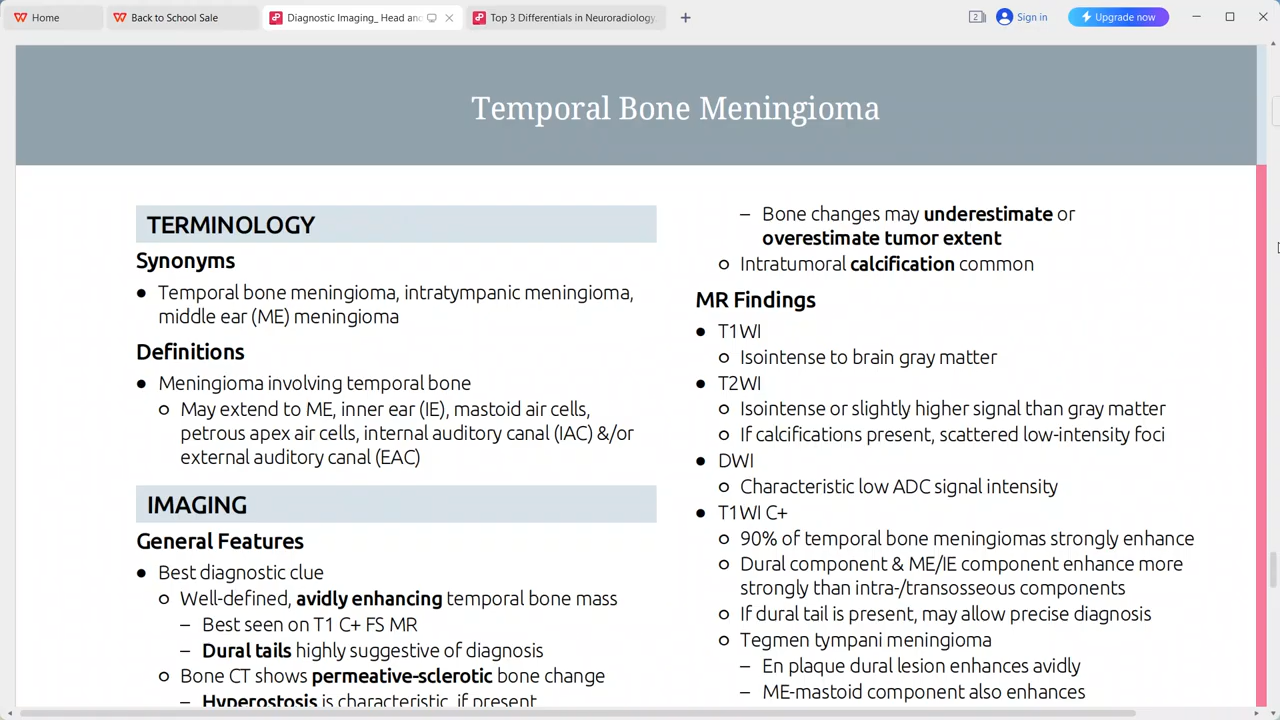 Home
Back to School Sale
Diagnostic Imaging_ Head and
Top 3 Differentials in Neuroradiology
2
Sign in
Upgrade now
Temporal Bone Meningioma
TERMINOLOGY
Synonyms
• Temporal bone meningioma, intratympanic meningioma,
middle ear (ME) meningioma
Definitions
• Meningioma involving temporal bone
○ May extend to ME, inner ear (IE), mastoid air cells,
petrous apex air cells, internal auditory canal (IAC) &/or
external auditory canal (EAC)
IMAGING
General Features
• Best diagnostic clue
○ Well-defined, avidly enhancing temporal bone mass
– Best seen on T1 C+ FS MR
– Dural tails highly suggestive of diagnosis
○ Bone CT shows permeative-sclerotic bone change
– Hyperostosis is characteristic, if present
– Bone changes may underestimate or
overestimate tumor extent
○ Intratumoral calcification common
MR Findings
• T1WI
○ Isointense to brain gray matter
• T2WI
○ Isointense or slightly higher signal than gray matter
○ If calcifications present, scattered low-intensity foci
• DWI
○ Characteristic low ADC signal intensity
• T1WI C+
○ 90% of temporal bone meningiomas strongly enhance
○ Dural component & ME/IE component enhance more
strongly than intra-/transosseous components
○ If dural tail is present, may allow precise diagnosis
○ Tegmen tympani meningioma
– En plaque dural lesion enhances avidly
– ME-mastoid component also enhances